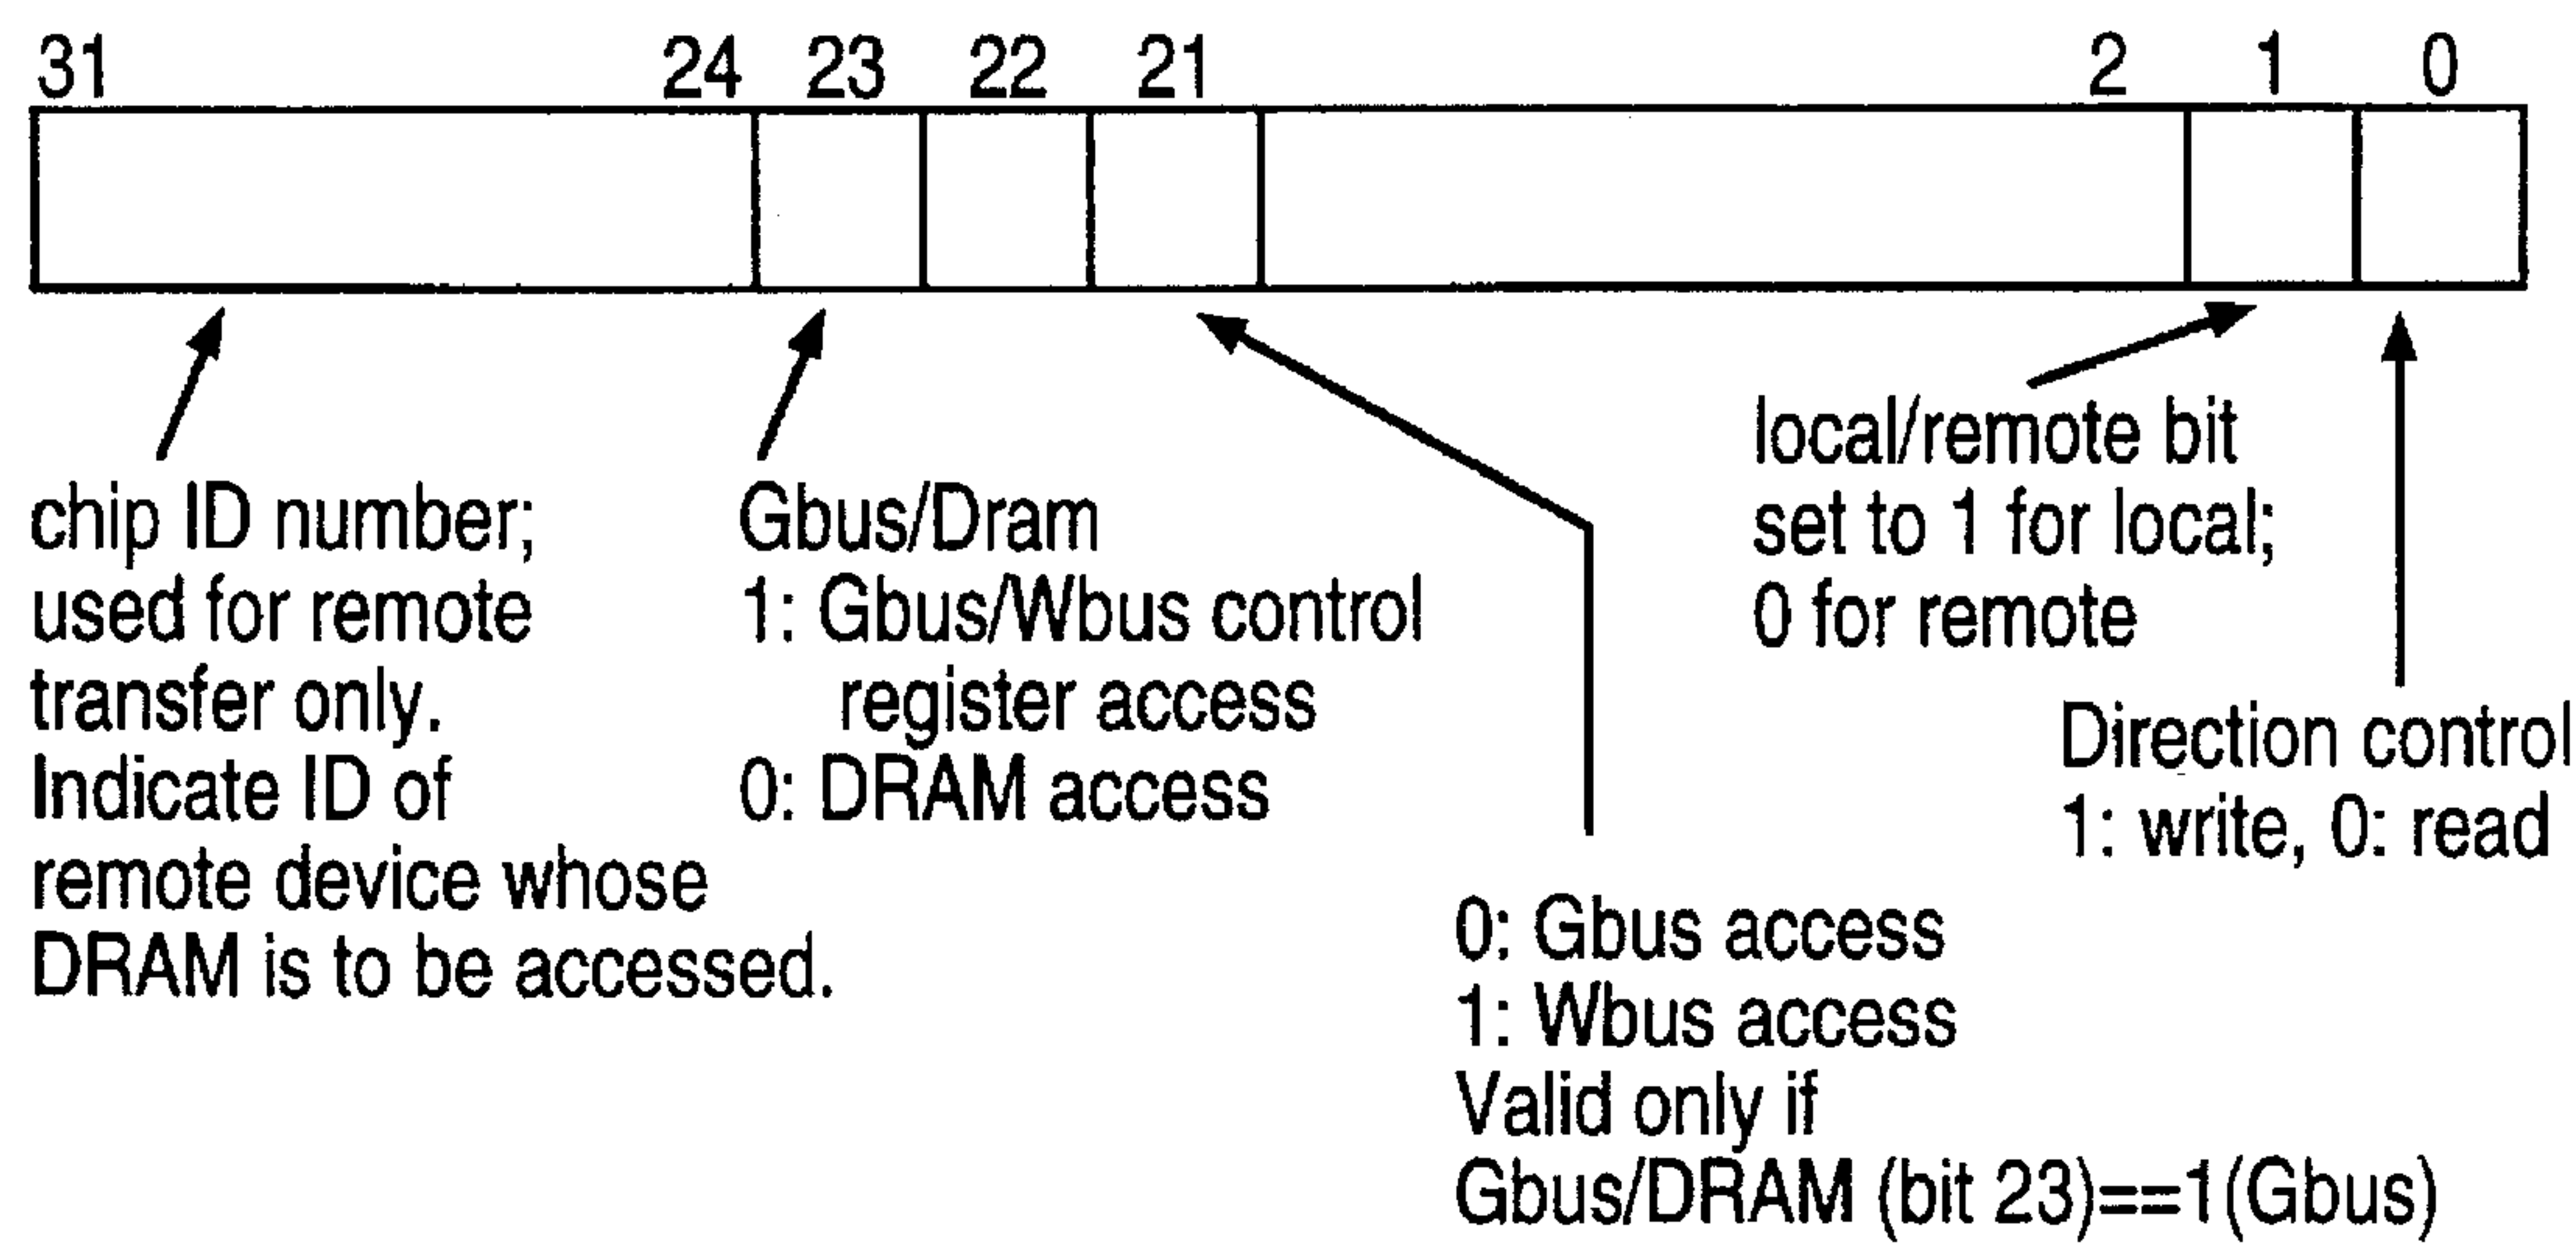 31 24 23 22 21 2 1 0
chip ID number;
used for remote
transfer only.
Indicate ID of
remote device whose
DRAM is to be accessed.
Gbus/Dram
1: Gbus/Wbus control
register access
0: DRAM access
0: Gbus access
1: Wbus access
Valid only if
Gbus/DRAM (bit 23)==1(Gbus)
local/remote bit
set to 1 for local;
0 for remote
Direction control
1: write, 0: read